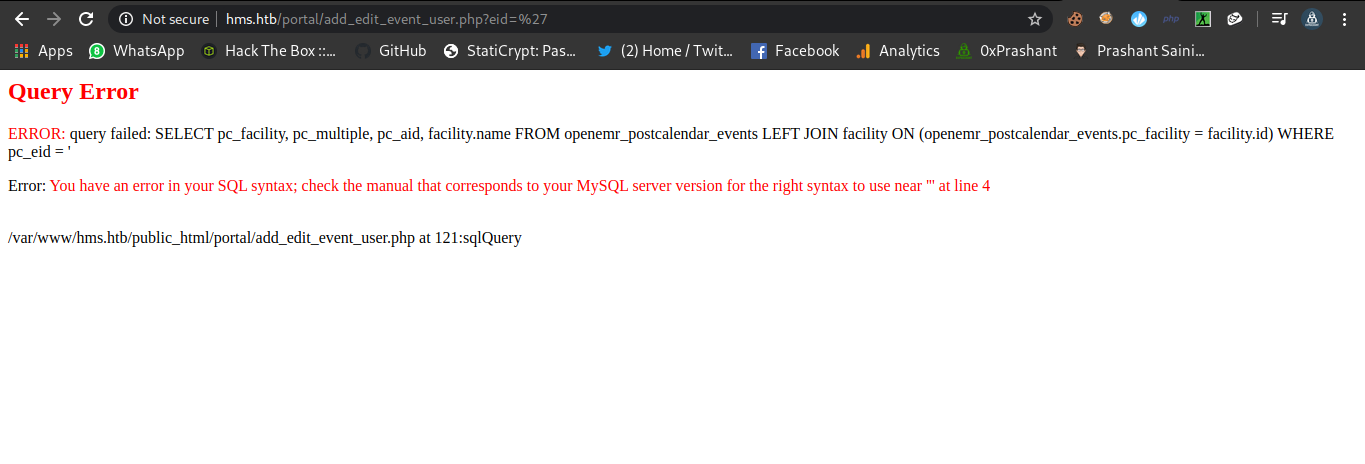 Not secure hms.htb/portal/add_edit_event_user.php?eid=%27 php
Apps 8 WhatsApp Hack The Box ::... GitHub StatiCrypt: Pas... (2) Home / Twit... Facebook Analytics 0xPrashant Prashant Saini...
Query Error
ERROR: query failed: SELECT pc_facility, pc_multiple, pc_aid, facility.name FROM openemr_postcalendar_events LEFT JOIN facility ON (openemr_postcalendar_events.pc_facility = facility.id) WHERE
pc_eid = '
Error: You have an error in your SQL syntax; check the manual that corresponds to your MySQL server version for the right syntax to use near ''' at line 4
/var/www/hms.htb/public_html/portal/add_edit_event_user.php at 121:sqlQuery